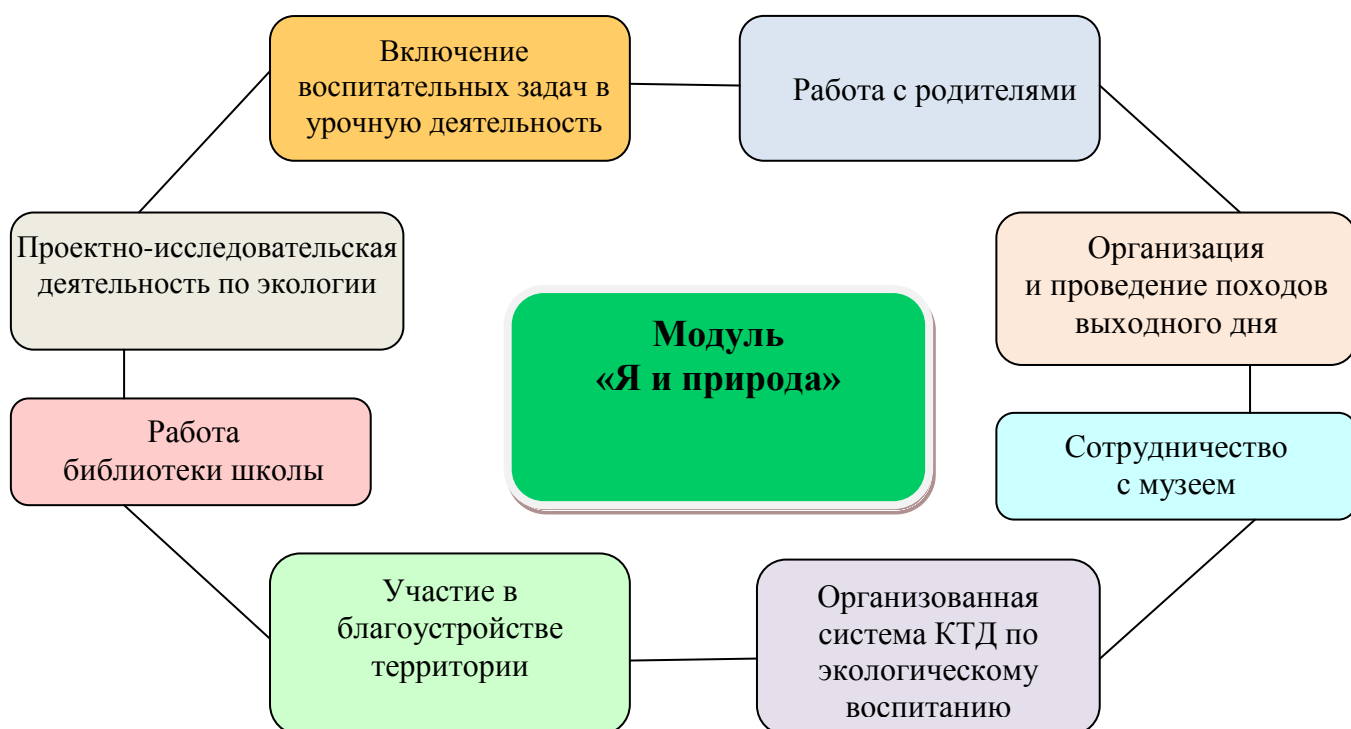 Включение
воспитательных задач в
урочную деятельность
Работа с родителями
Проектно-исследовательская
деятельность по экологии
Организация
и проведение походов
выходного дня
Модуль
«Я и природа»
Работа
библиотеки школы
Сотрудничество
с музеем
Участие в
благоустройстве
территории
Организованная
система КТД по
экологическому
воспитанию